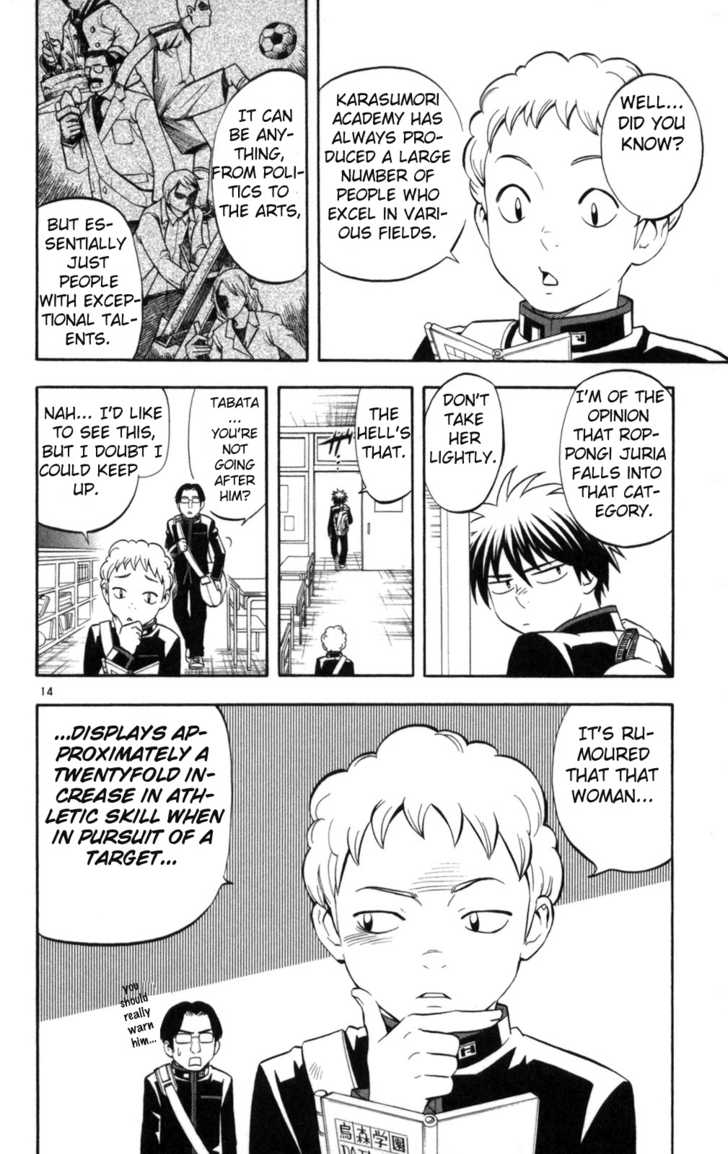 WELL...
DID YOU
KNOW?
KARASUMORI
ACADEMY HAS
ALWAYS PRO-
DUCED A LARGE
NUMBER OF
PEOPLE WHO
EXCEL IN VARI-
OUS FIELDS.
IT CAN
BE ANY-
THING,
FROM POLI-
TICS TO
THE ARTS,
BUT ES-
SENTIALLY
JUST
PEOPLE
WITH EXCEP-
TIONAL TAL-
ENTS.
I'M OF THE
OPINION
THAT ROP-
PONGI JURIA
FALLS INTO
THAT CAT-
EGORY.
DON'T
TAKE
HER
LIGHTLY.
THE
HELL'S
THAT.
TABATA
...
YOU'RE
NOT
GOING
AFTER
HIM?
NAH... I'D LIKE
TO SEE THIS,
BUT I DOUBT I
COULD KEEP
UP.
14
IT'S RU-
MOURED
THAT THAT
WOMAN...
...DISPLAYS AP-
PROXIMATELY A
TWENTYFOLD IN-
CREASE IN ATH-
LETIC SKILL WHEN
IN PURSUIT OF A
TARGET...
you
should
really
warn
him...
烏森学園
DATA